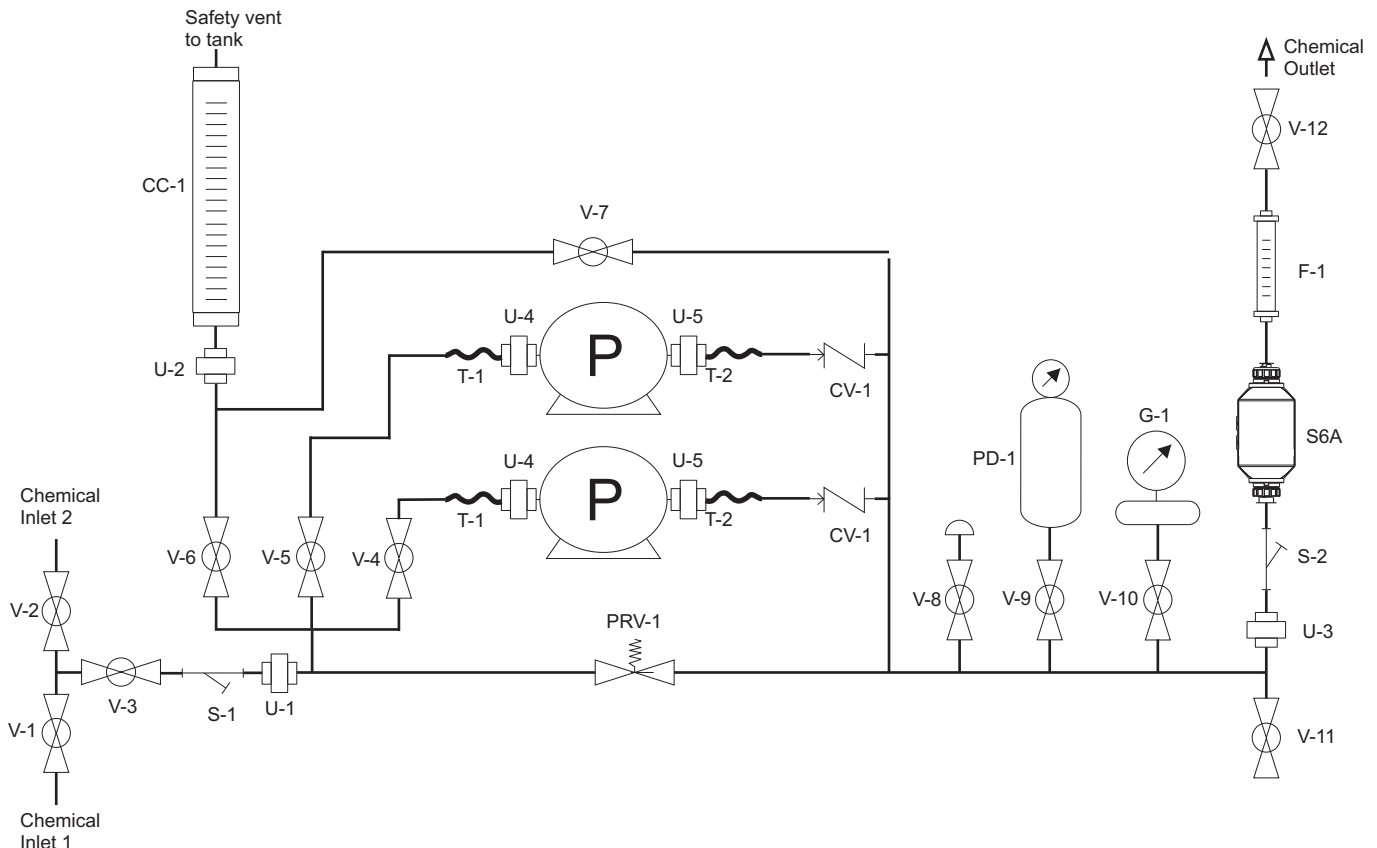 Safety vent
to tank
Chemical
Outlet
V-12
CC-1
V-7
F-1
U-4
U-5
U-2
T-1
P
T-2
CV-1
G-1
S6A
PD-1
U-4
U-5
Chemical
Inlet 2
T-1
P
T-2
CV-1
V-6
V-5
V-4
S-2
V-8
V-9
V-10
V-2
PRV-1
U-3
V-3
S-1
U-1
V-1
V-11
Chemical
Inlet 1